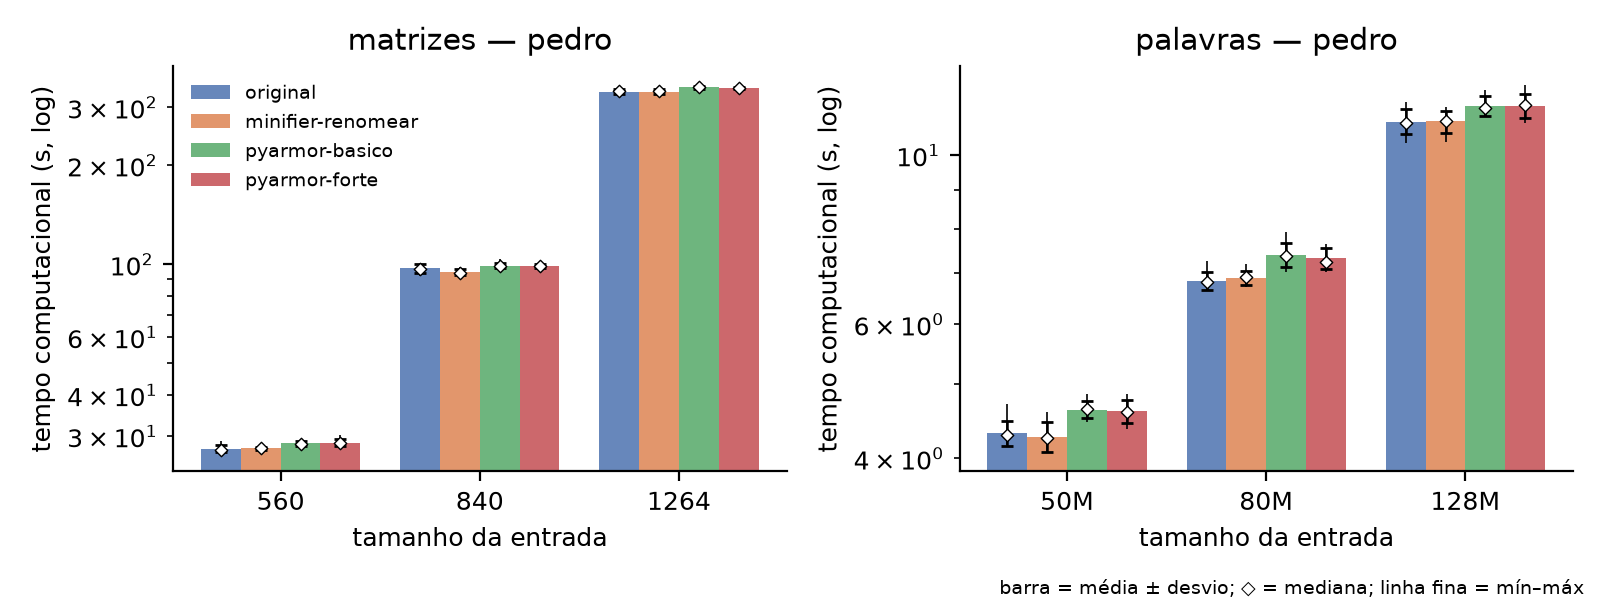 matrizes — pedro
tempo computacional (s, log)
3 × 10²
2 × 10²
10²
6 × 10¹
4 × 10¹
3 × 10¹
original
minifier-renomear
pyarmor-basico
pyarmor-forte
560
840
1264
tamanho da entrada
palavras — pedro
tempo computacional (s, log)
10¹
6 × 10⁰
4 × 10⁰
50M
80M
128M
tamanho da entrada
barra = média ± desvio; ◇ = mediana; linha fina = mín–máx